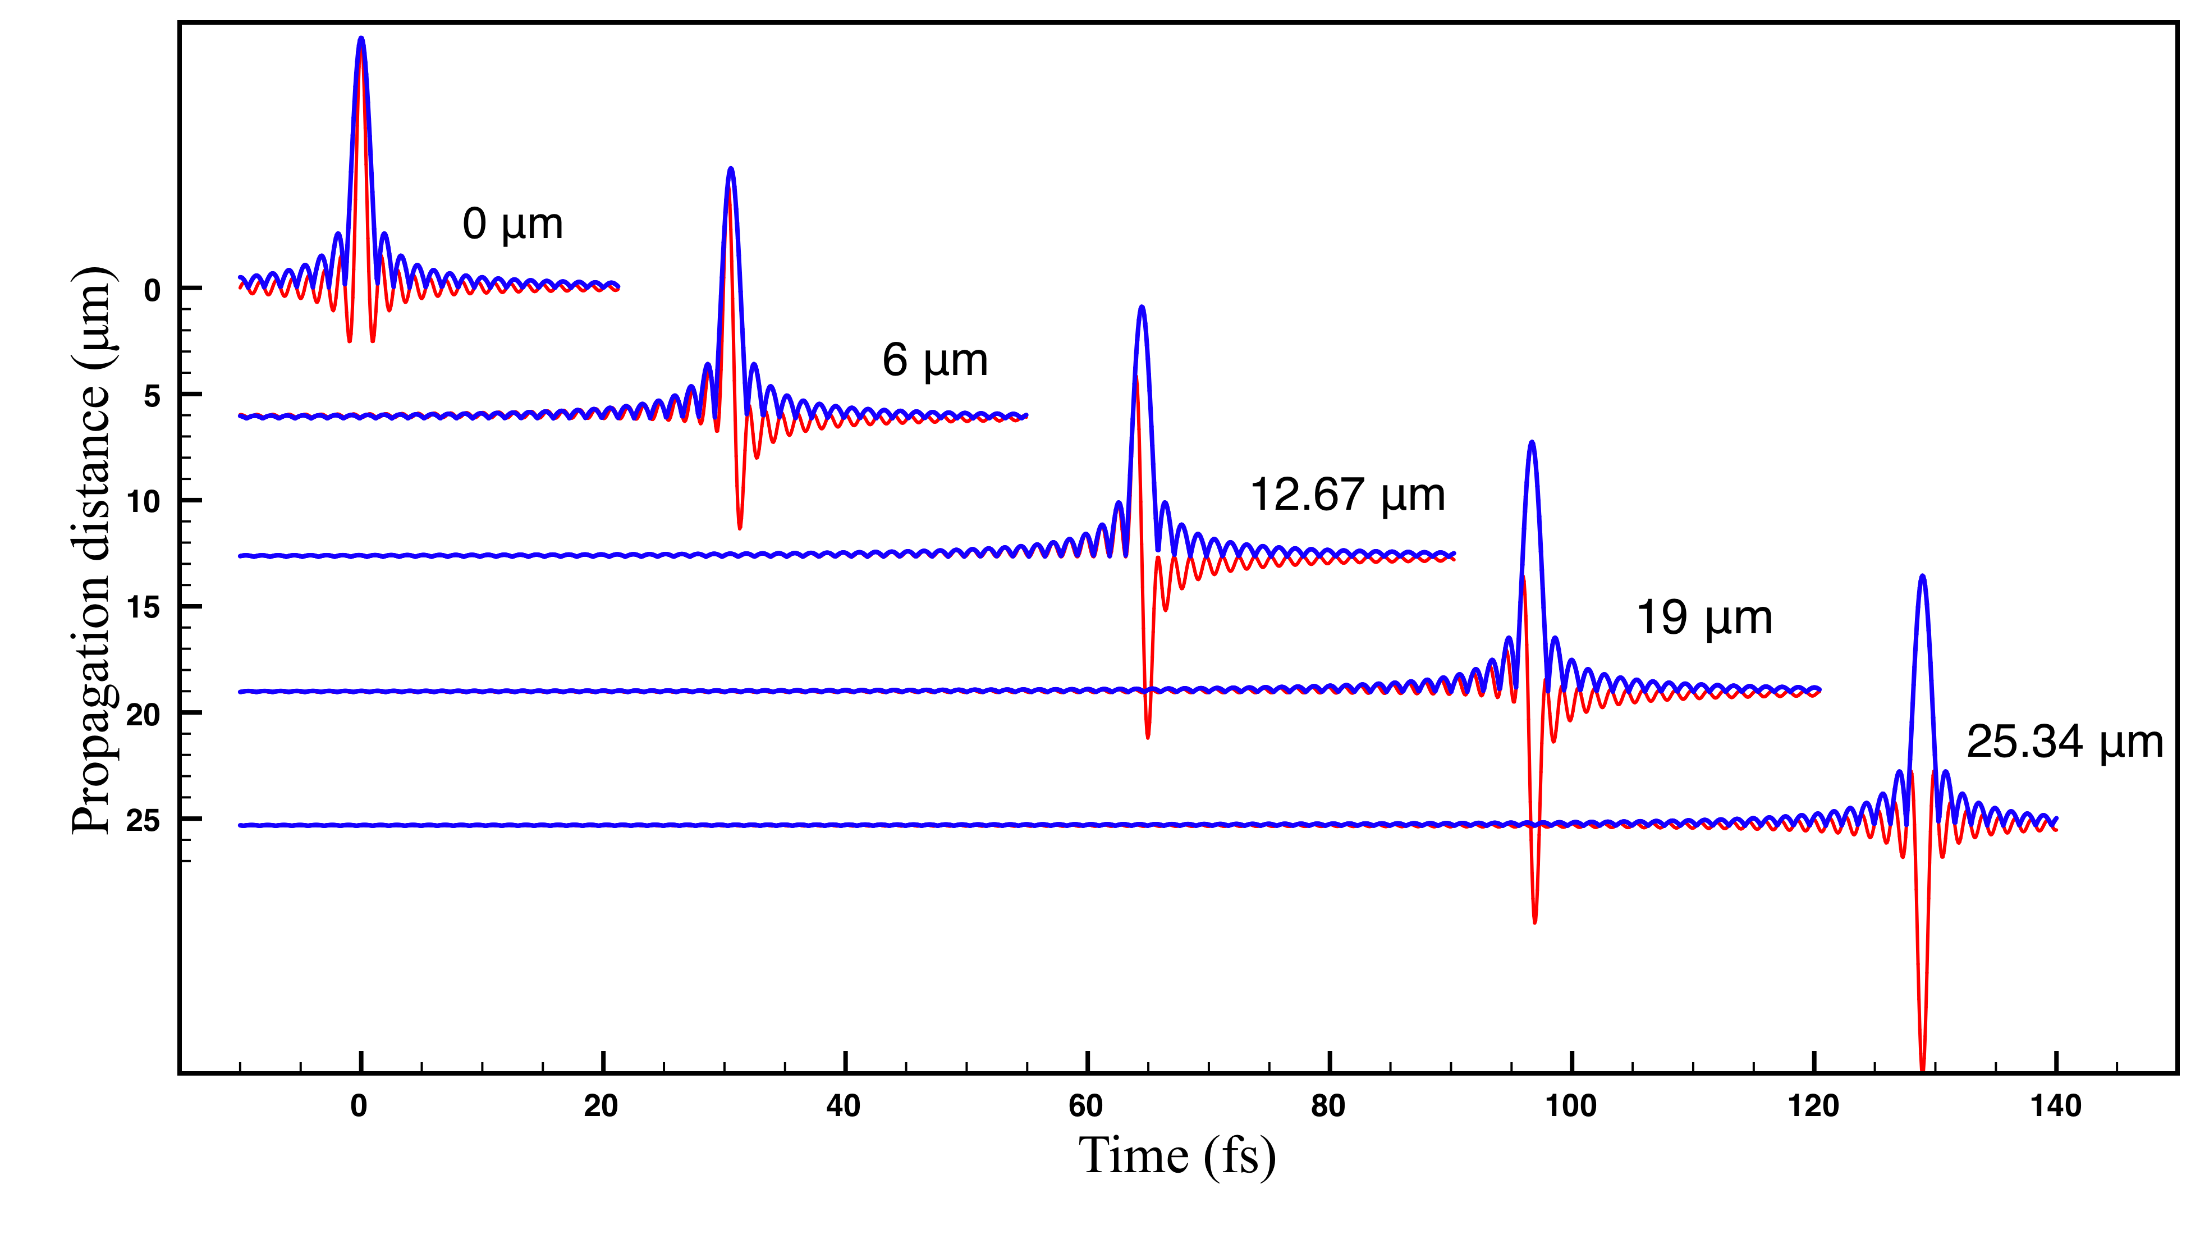 0 µm
6 µm
12.67 µm
19 µm
25.34 µm
Propagation distance (µm)
0
5
10
15
20
25
0 20 40 60 80 100 120 140
Time (fs)